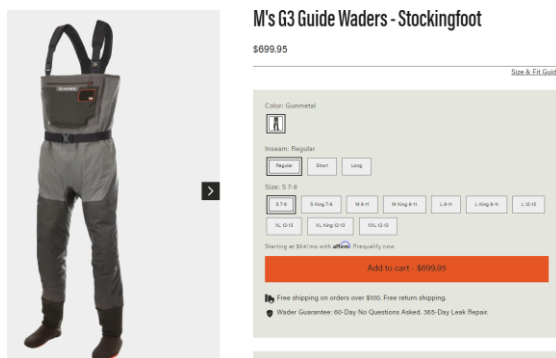 M's G3 Guide Waders - Stockingfoot
$699.95
Size & Fit Guid
Color: Gunmetal
Inseam: Regular
Regular Short Long
Size: S 7-8
S 7-8 S King 7-8 M 9-11 M King 9-11 L 9-11 L King 9-11 L 12-13
XL 12-13 XL King 12-13 XXL 12-13
Starting at $64/mo with affirm Prequalify now
Add to cart - $699.95
Free shipping on orders over $100. Free return shipping.
Wader Guarantee: 60-Day No Questions Asked. 365-Day Leak Repair.